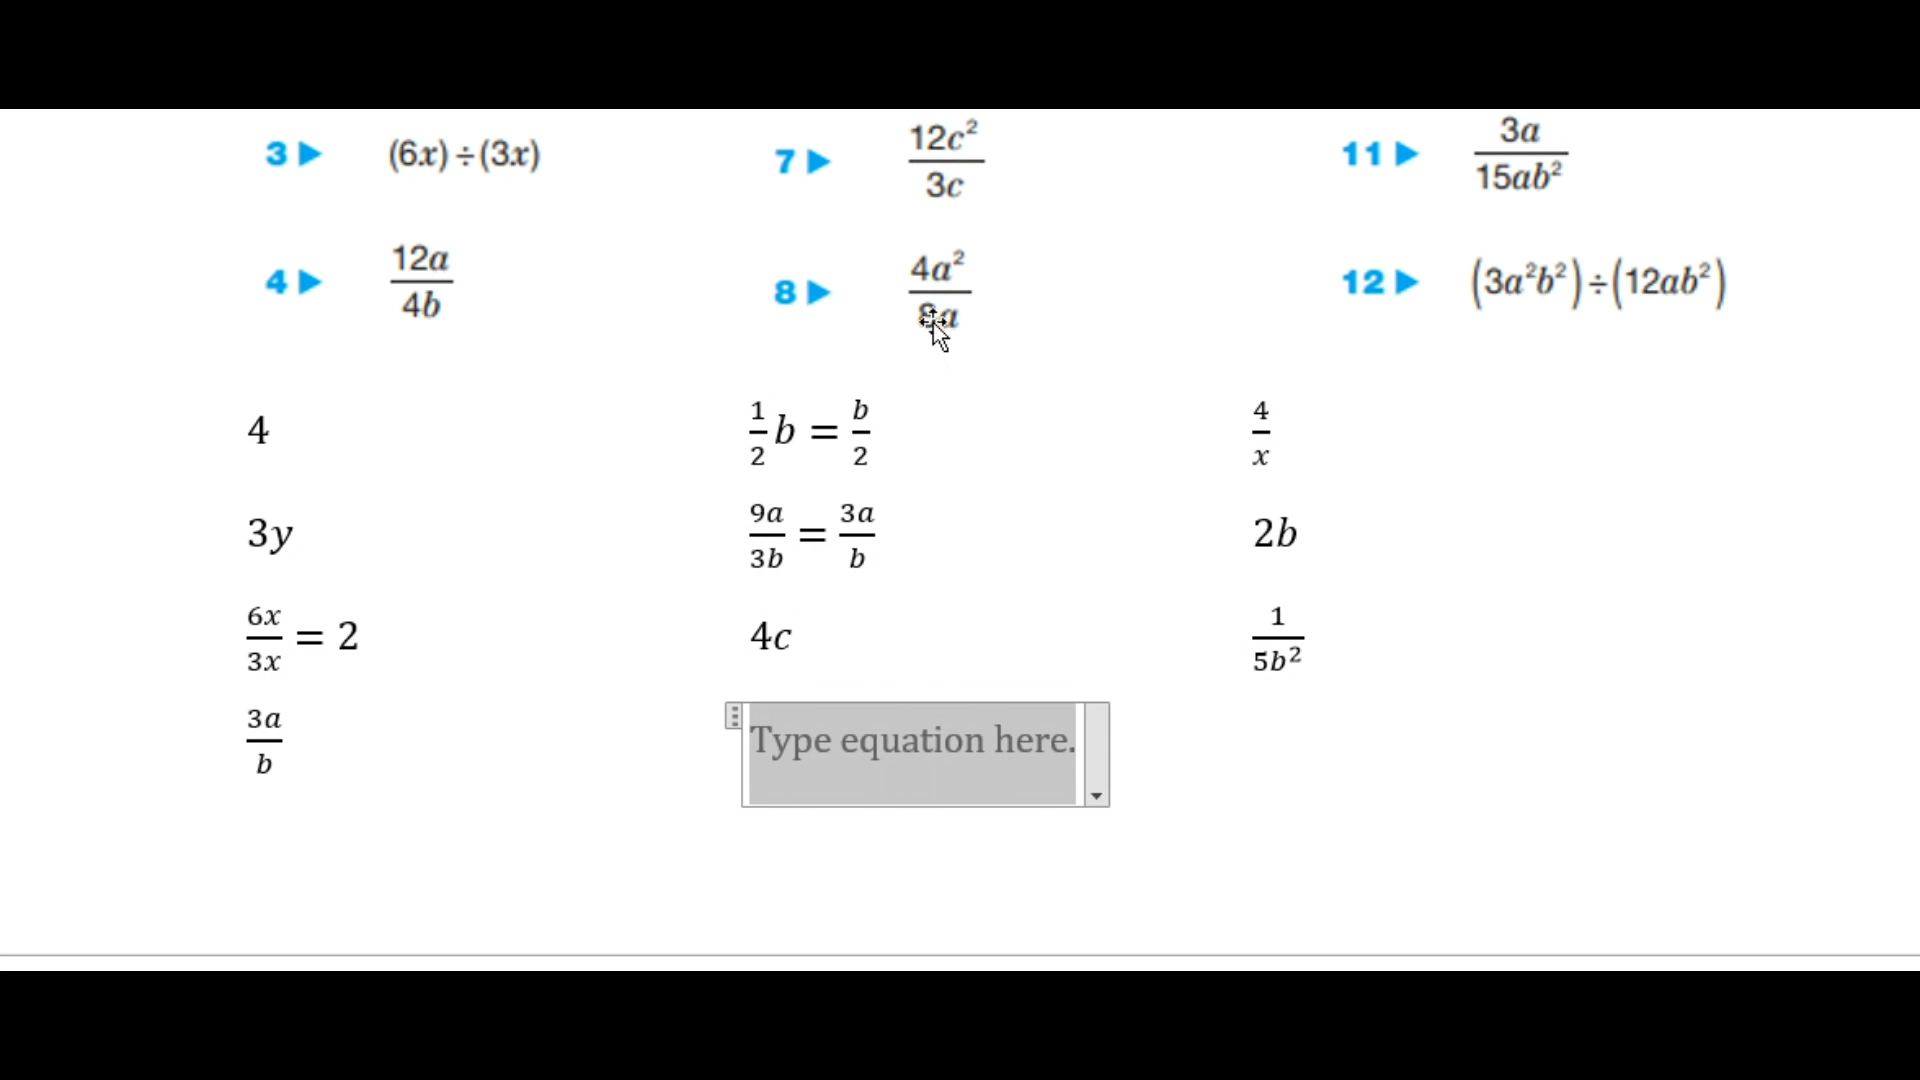 3 ▶ (6x) ÷ (3x)
7 ▶ 12c²/3c
11 ▶ 3a/15ab²
4 ▶ 12a/4b
8 ▶ 4a²/8a
12 ▶ (3a²b²) ÷ (12ab²)
4
1/2 b = b/2
4/x
3y
9a/3b = 3a/b
2b
6x/3x = 2
4c
1/5b²
3a/b
Type equation here.